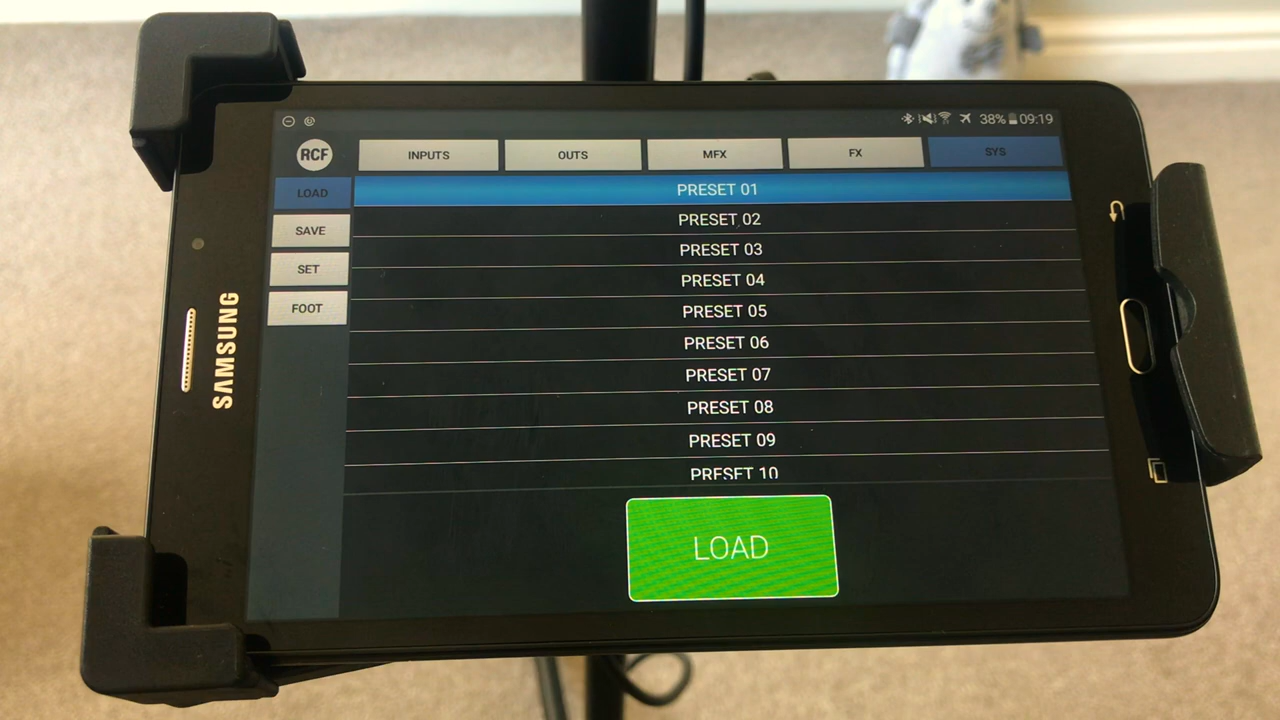 38% 09:19
RCF INPUTS OUTS MFX FX SYS
LOAD
SAVE
SET
FOOT
PRESET 01
PRESET 02
PRESET 03
PRESET 04
PRESET 05
PRESET 06
PRESET 07
PRESET 08
PRESET 09
PRESET 10
LOAD
SAMSUNG